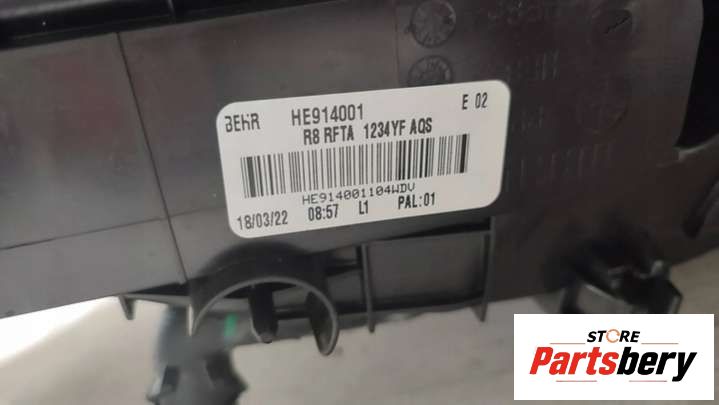 BEHR HE914001 E 02
R8 RFTA 1234YF AQS
HE914001104WDV
18/03/22 08:57 L1 PAL:01
STORE
Partsbery